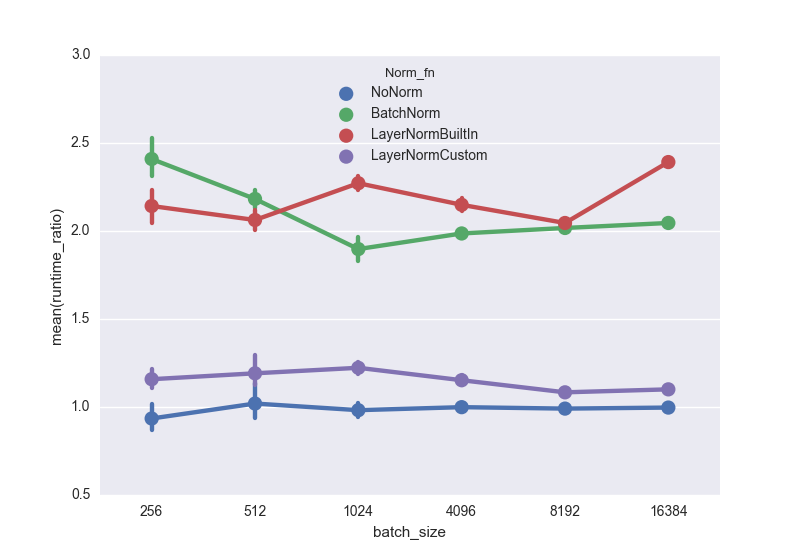 3.0
2.5
2.0
1.5
1.0
0.5
mean(runtime_ratio)
Norm_fn
NoNorm
BatchNorm
LayerNormBuiltIn
LayerNormCustom
256 512 1024 4096 8192 16384
batch_size